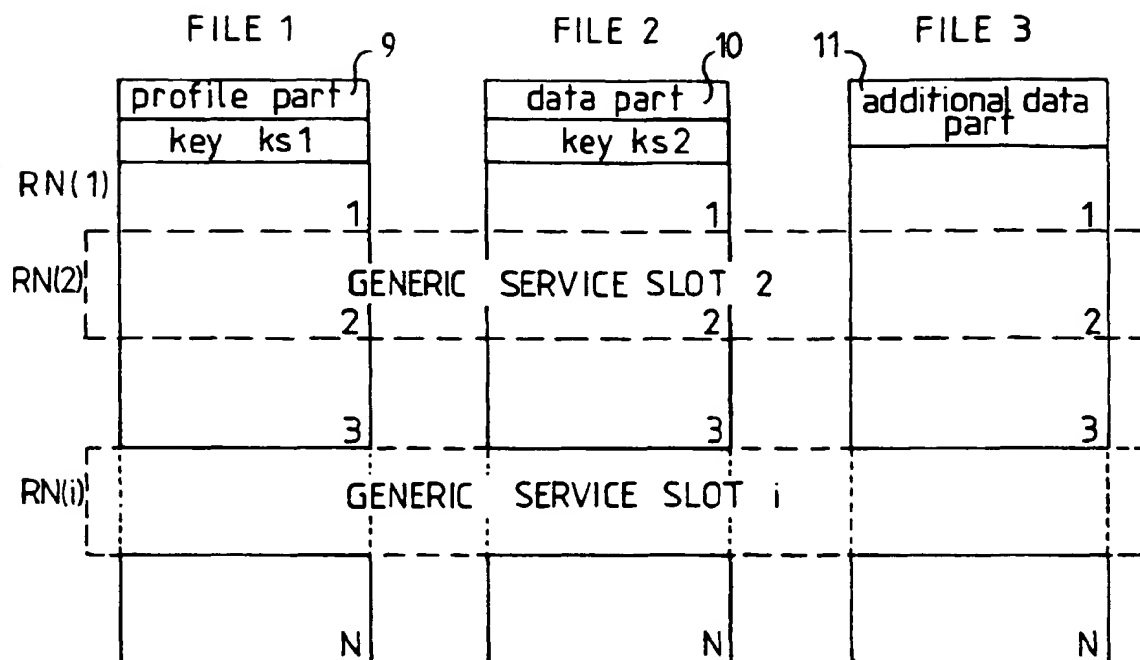 FILE 1 FILE 2 FILE 3
9 10 11
profile part data part additional data
part
key ks1 key ks2
RN(1)
1 1 1
RN(2) GENERIC SERVICE SLOT 2
2 2 2
3 3 3
RN(i) GENERIC SERVICE SLOT i
N N N